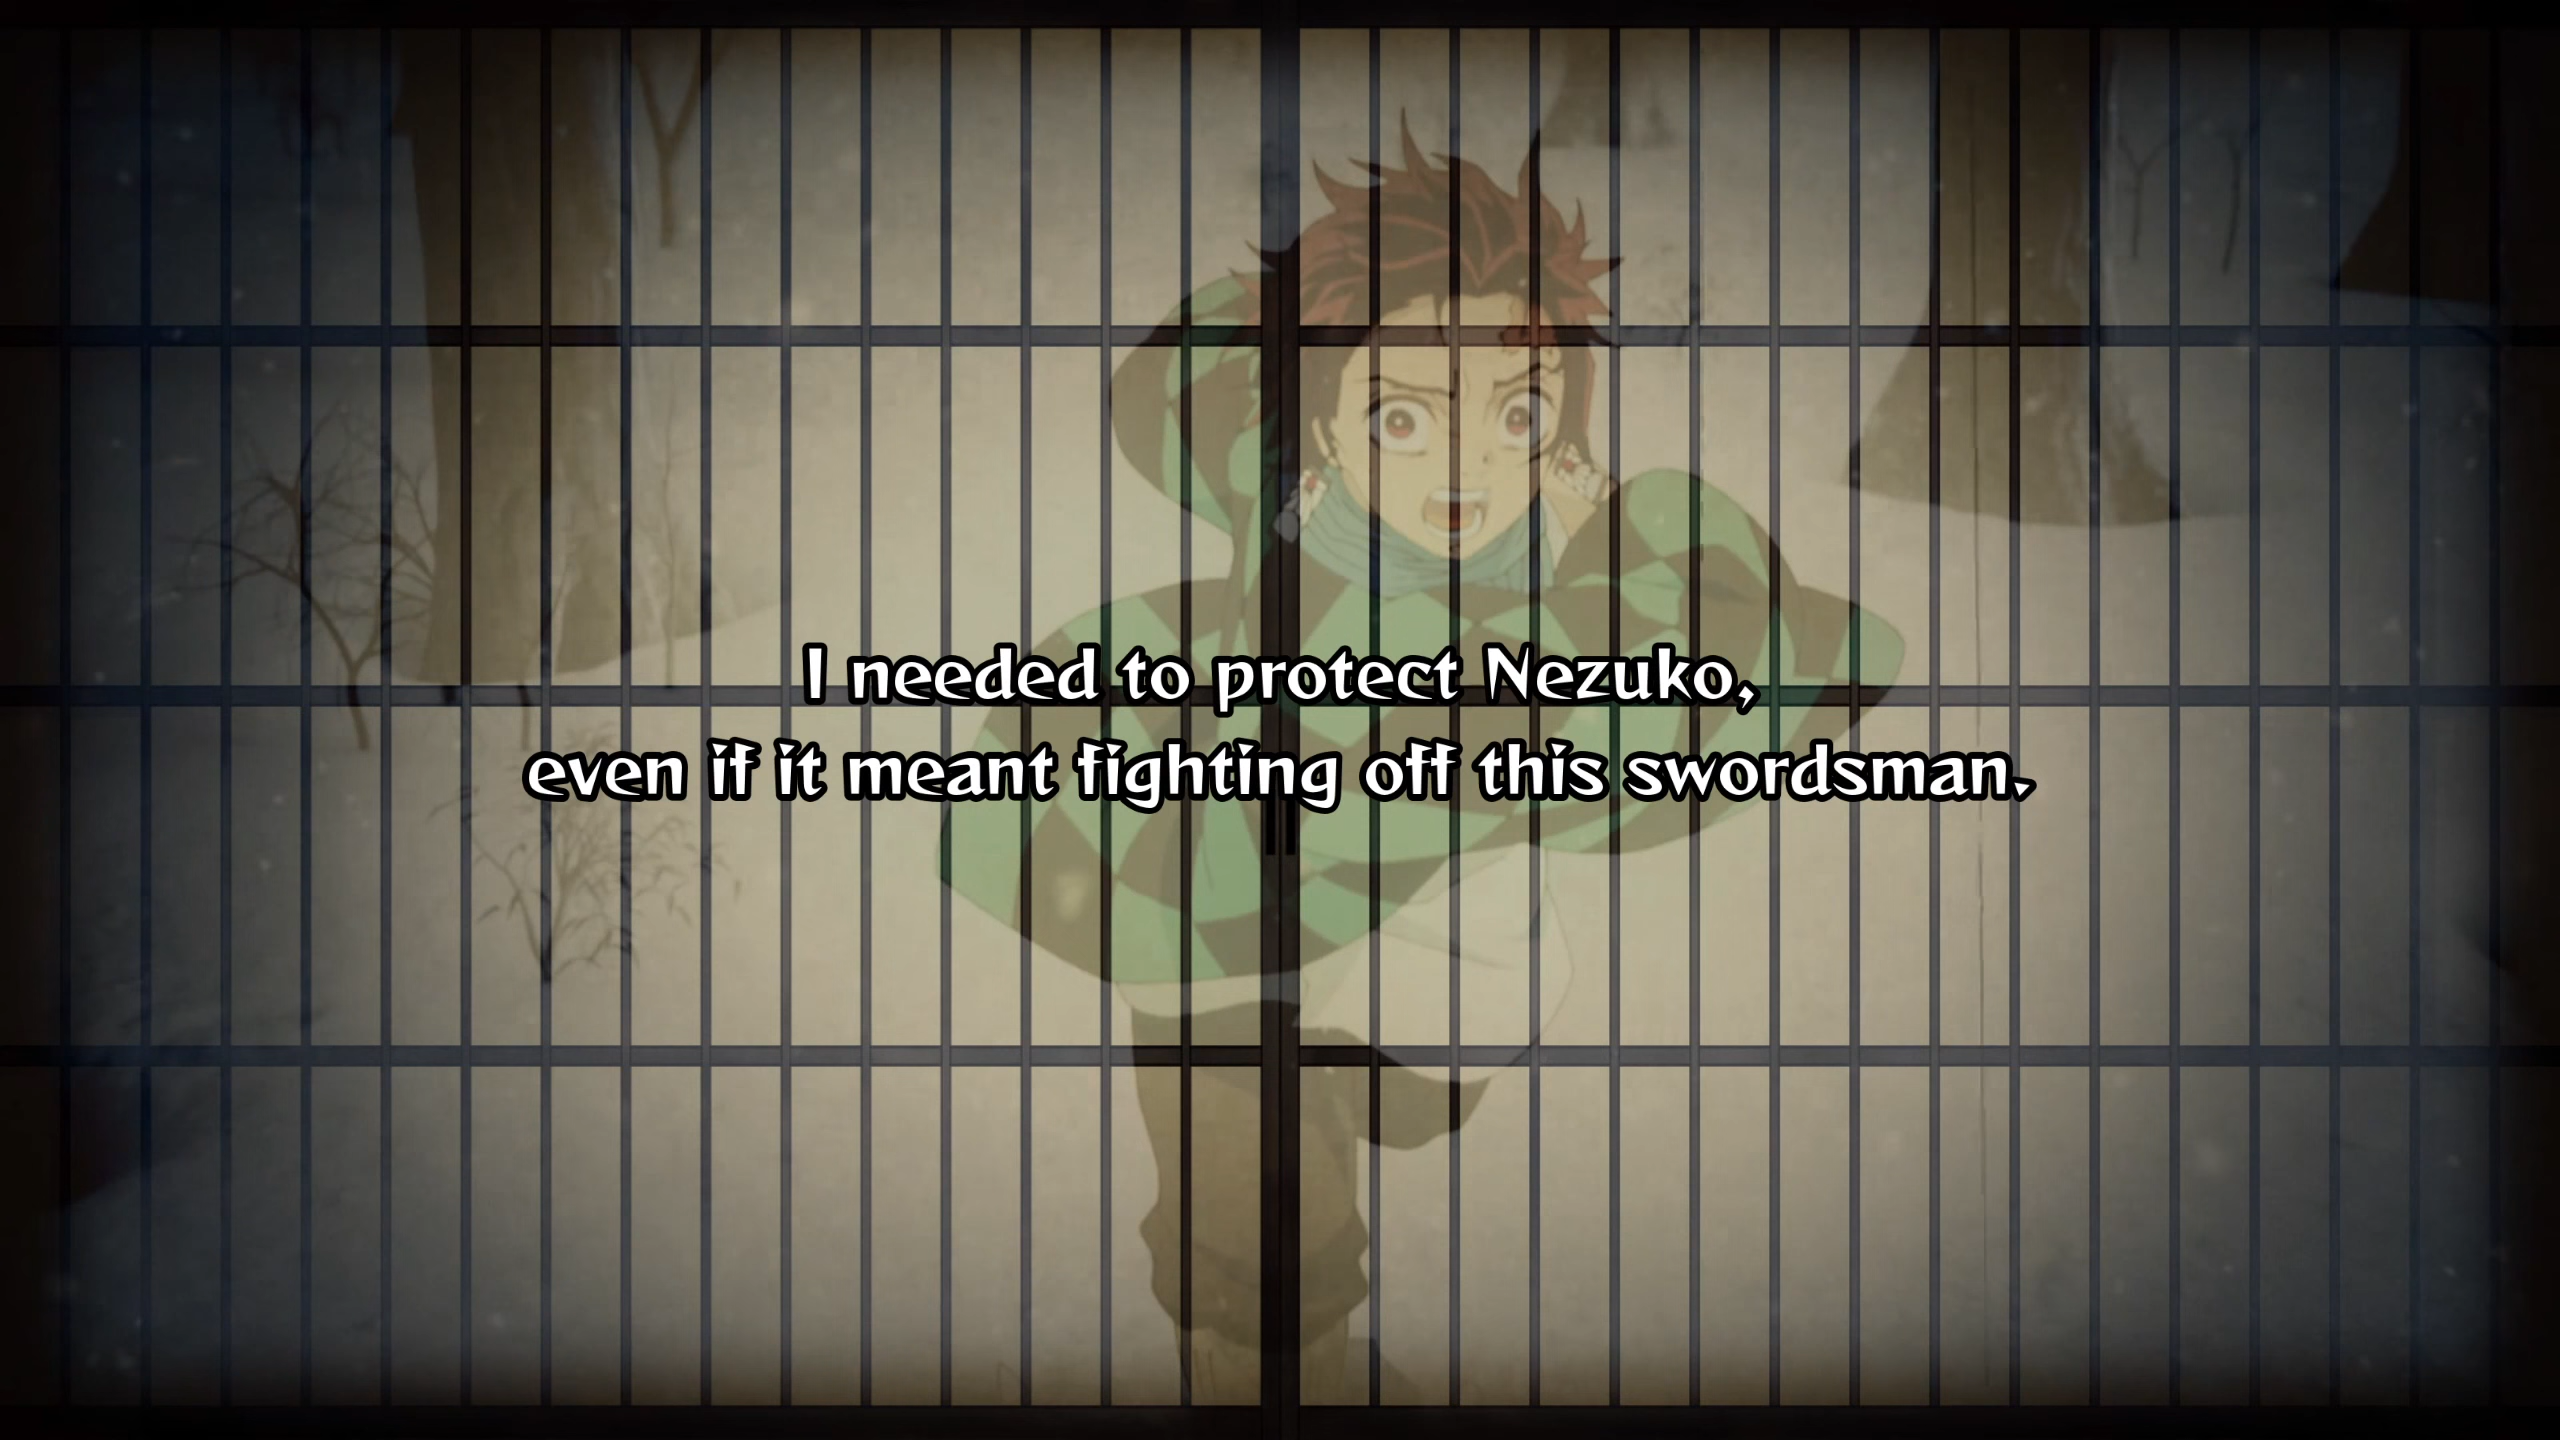 I needed to protect Nezuko,
even if it meant fighting off this swordsman.